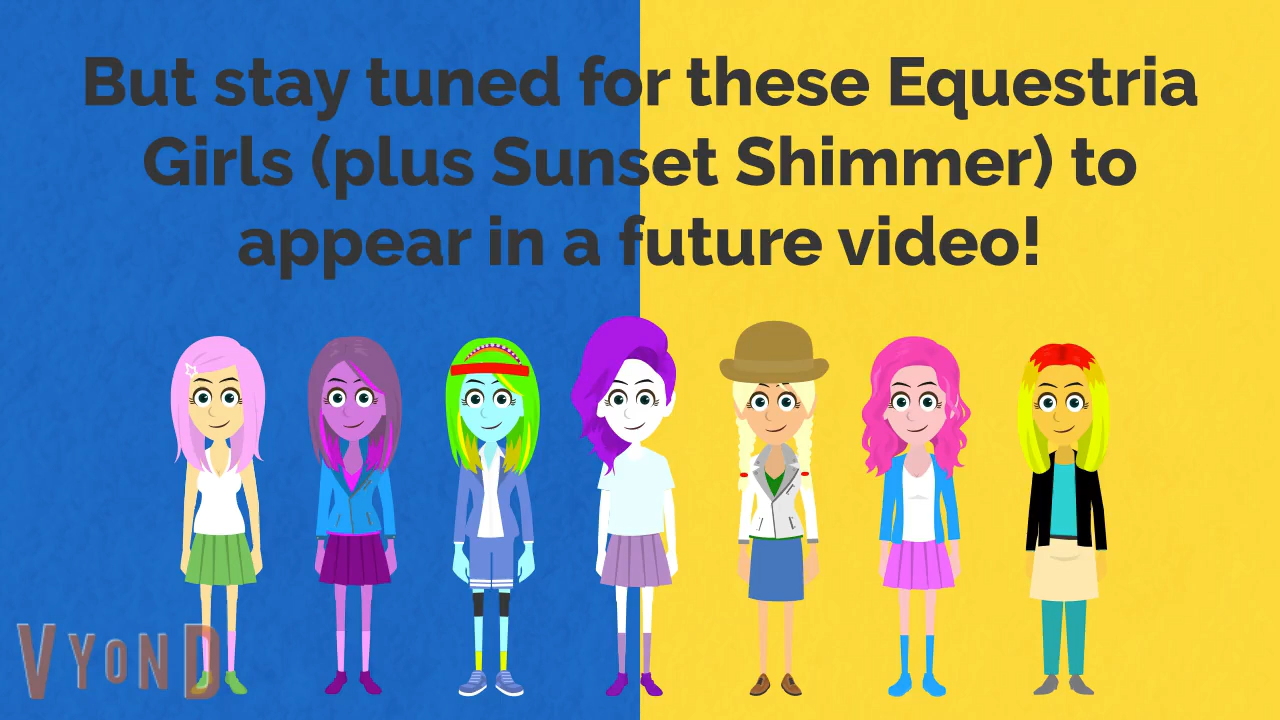 But stay tuned for these Equestria
Girls (plus Sunset Shimmer) to
appear in a future video!
VYOND